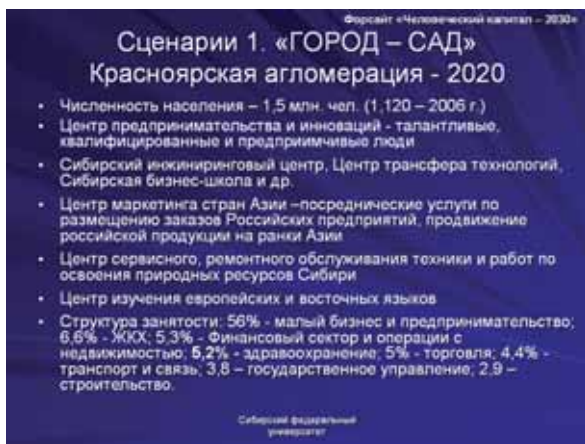 Форсайт «Человеческий капитал – 2030»
Сценарии 1. «ГОРОД – САД»
Красноярская агломерация - 2020
• Численность населения – 1,5 млн. чел. (1,120 – 2006 г.)
• Центр предпринимательства и инноваций - талантливые,
квалифицированные и предприимчивые люди
• Сибирский инжиниринговый центр, Центр трансфера технологий,
Сибирская бизнес-школа и др.
• Центр маркетинга стран Азии –посреднические услуги по
размещению заказов Российских предприятий, продвижение
российской продукции на ранки Азии
• Центр сервисного, ремонтного обслуживания техники и работ по
освоения природных ресурсов Сибири
• Центр изучения европейских и восточных языков
• Структура занятости: 56% - малый бизнес и предпринимательство;
6,6% - ЖКХ; 5,3% - Финансовый сектор и операции с
недвижимостью; 5,2% - здравоохранение; 5% - торговля; 4,4% -
транспорт и связь; 3,8 – государственное управление; 2,9 –
строительство.
Сибирский федеральный
университет